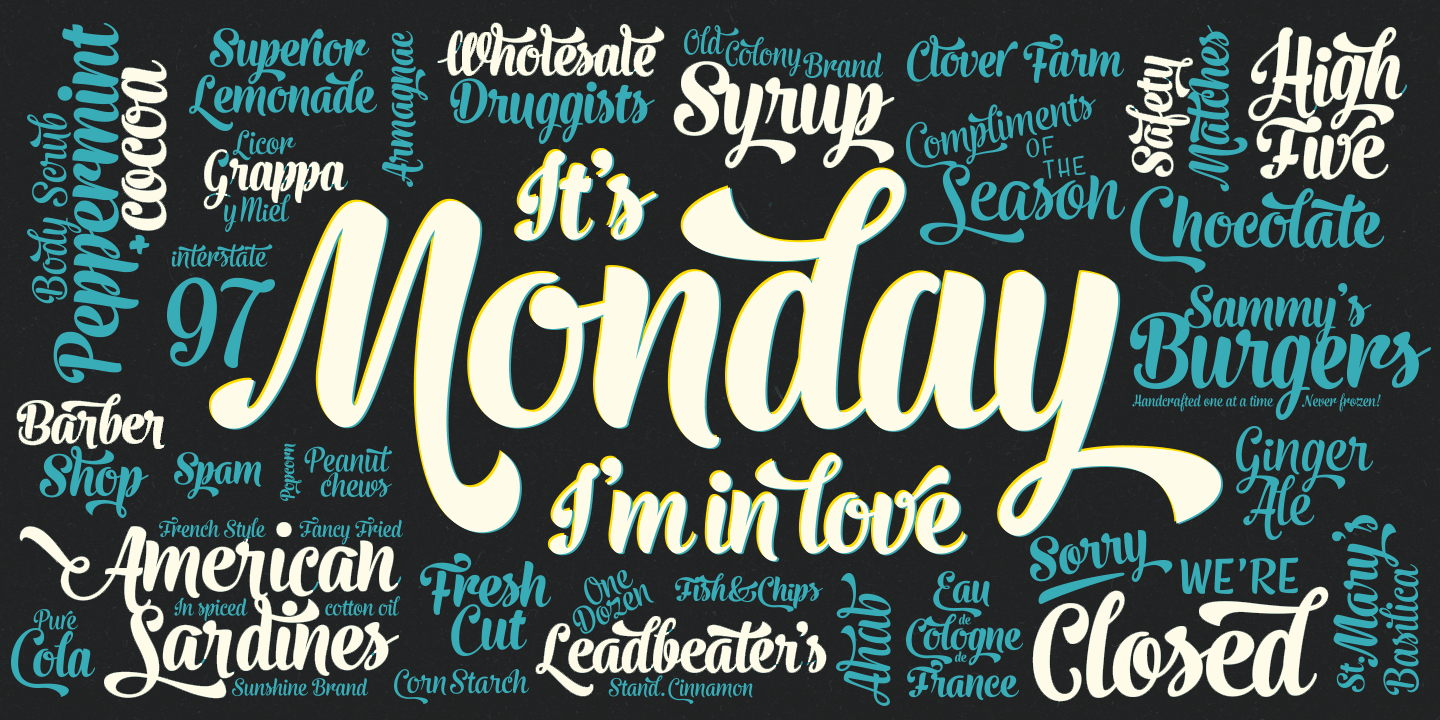 Body Scrub
Peppermint
+ cocoa
Superior
Lemonade
Licor
Grappa
y Miel
Armagnac
Wholesale
Druggists
Old Colony Brand
Syrup
Clover Farm
Compliments
OF
THE
Season
Safety
Matches
High
Five
Chocolate
interstate
97
It's
Monday
I'm in love
Sammy's
Burgers
Handcrafted one at a time Never frozen!
Barber
Shop
Spam
Popcorn
Peanut
chews
Ginger
Ale
French Style Fancy Fried
American
In spiced cotton oil
Sardines
Sunshine Brand
Pure
Cola
Fresh
Cut
Corn Starch
One
Dozen
Fish & Chips
Leadbeater's
Stand. Cinnamon
Ahab
Eau
de
Cologne
de
France
Sorry
WE'RE
Closed
St. Mary's
Basilica